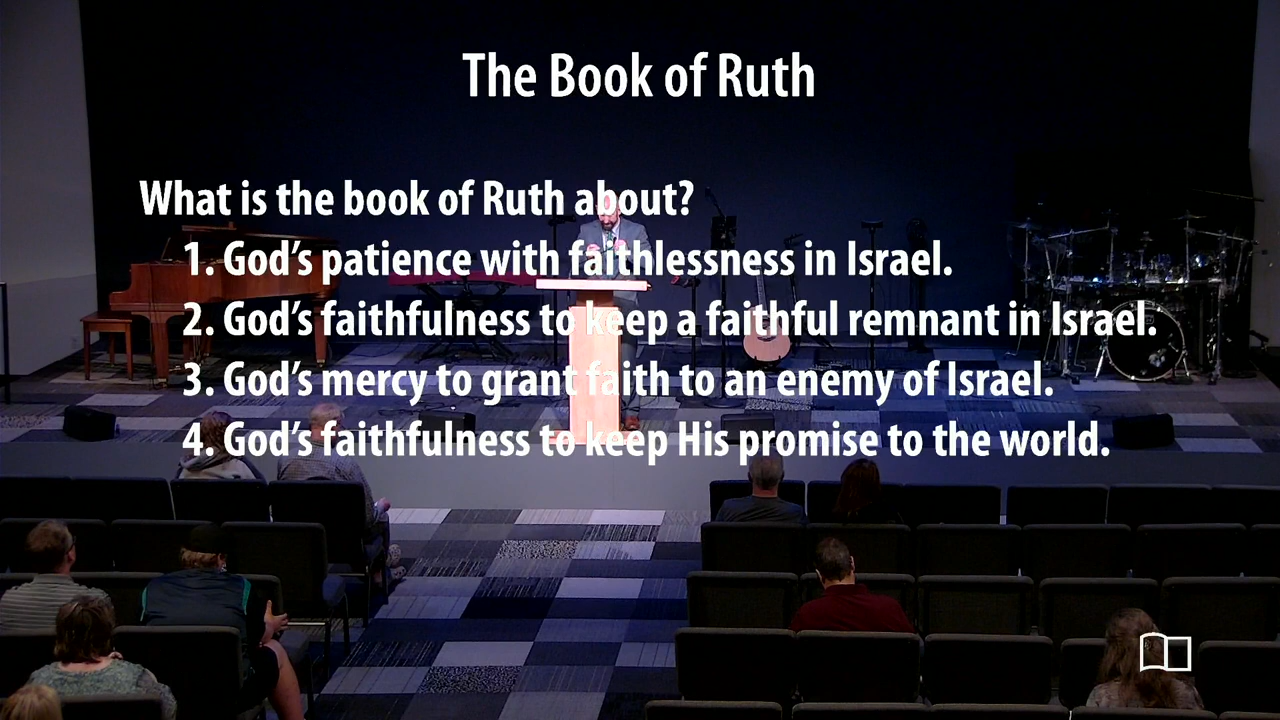 The Book of Ruth
What is the book of Ruth about?
1. God’s patience with faithlessness in Israel.
2. God’s faithfulness to keep a faithful remnant in Israel.
3. God’s mercy to grant faith to an enemy of Israel.
4. God’s faithfulness to keep His promise to the world.